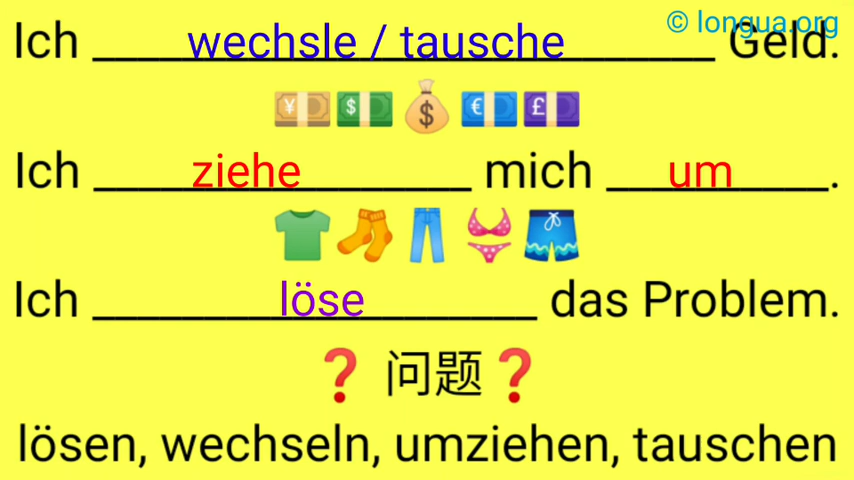 © longua.org
Ich wechsle / tausche Geld.
Ich ziehe mich um.
Ich löse das Problem.
❓ 问题 ❓
lösen, wechseln, umziehen, tauschen